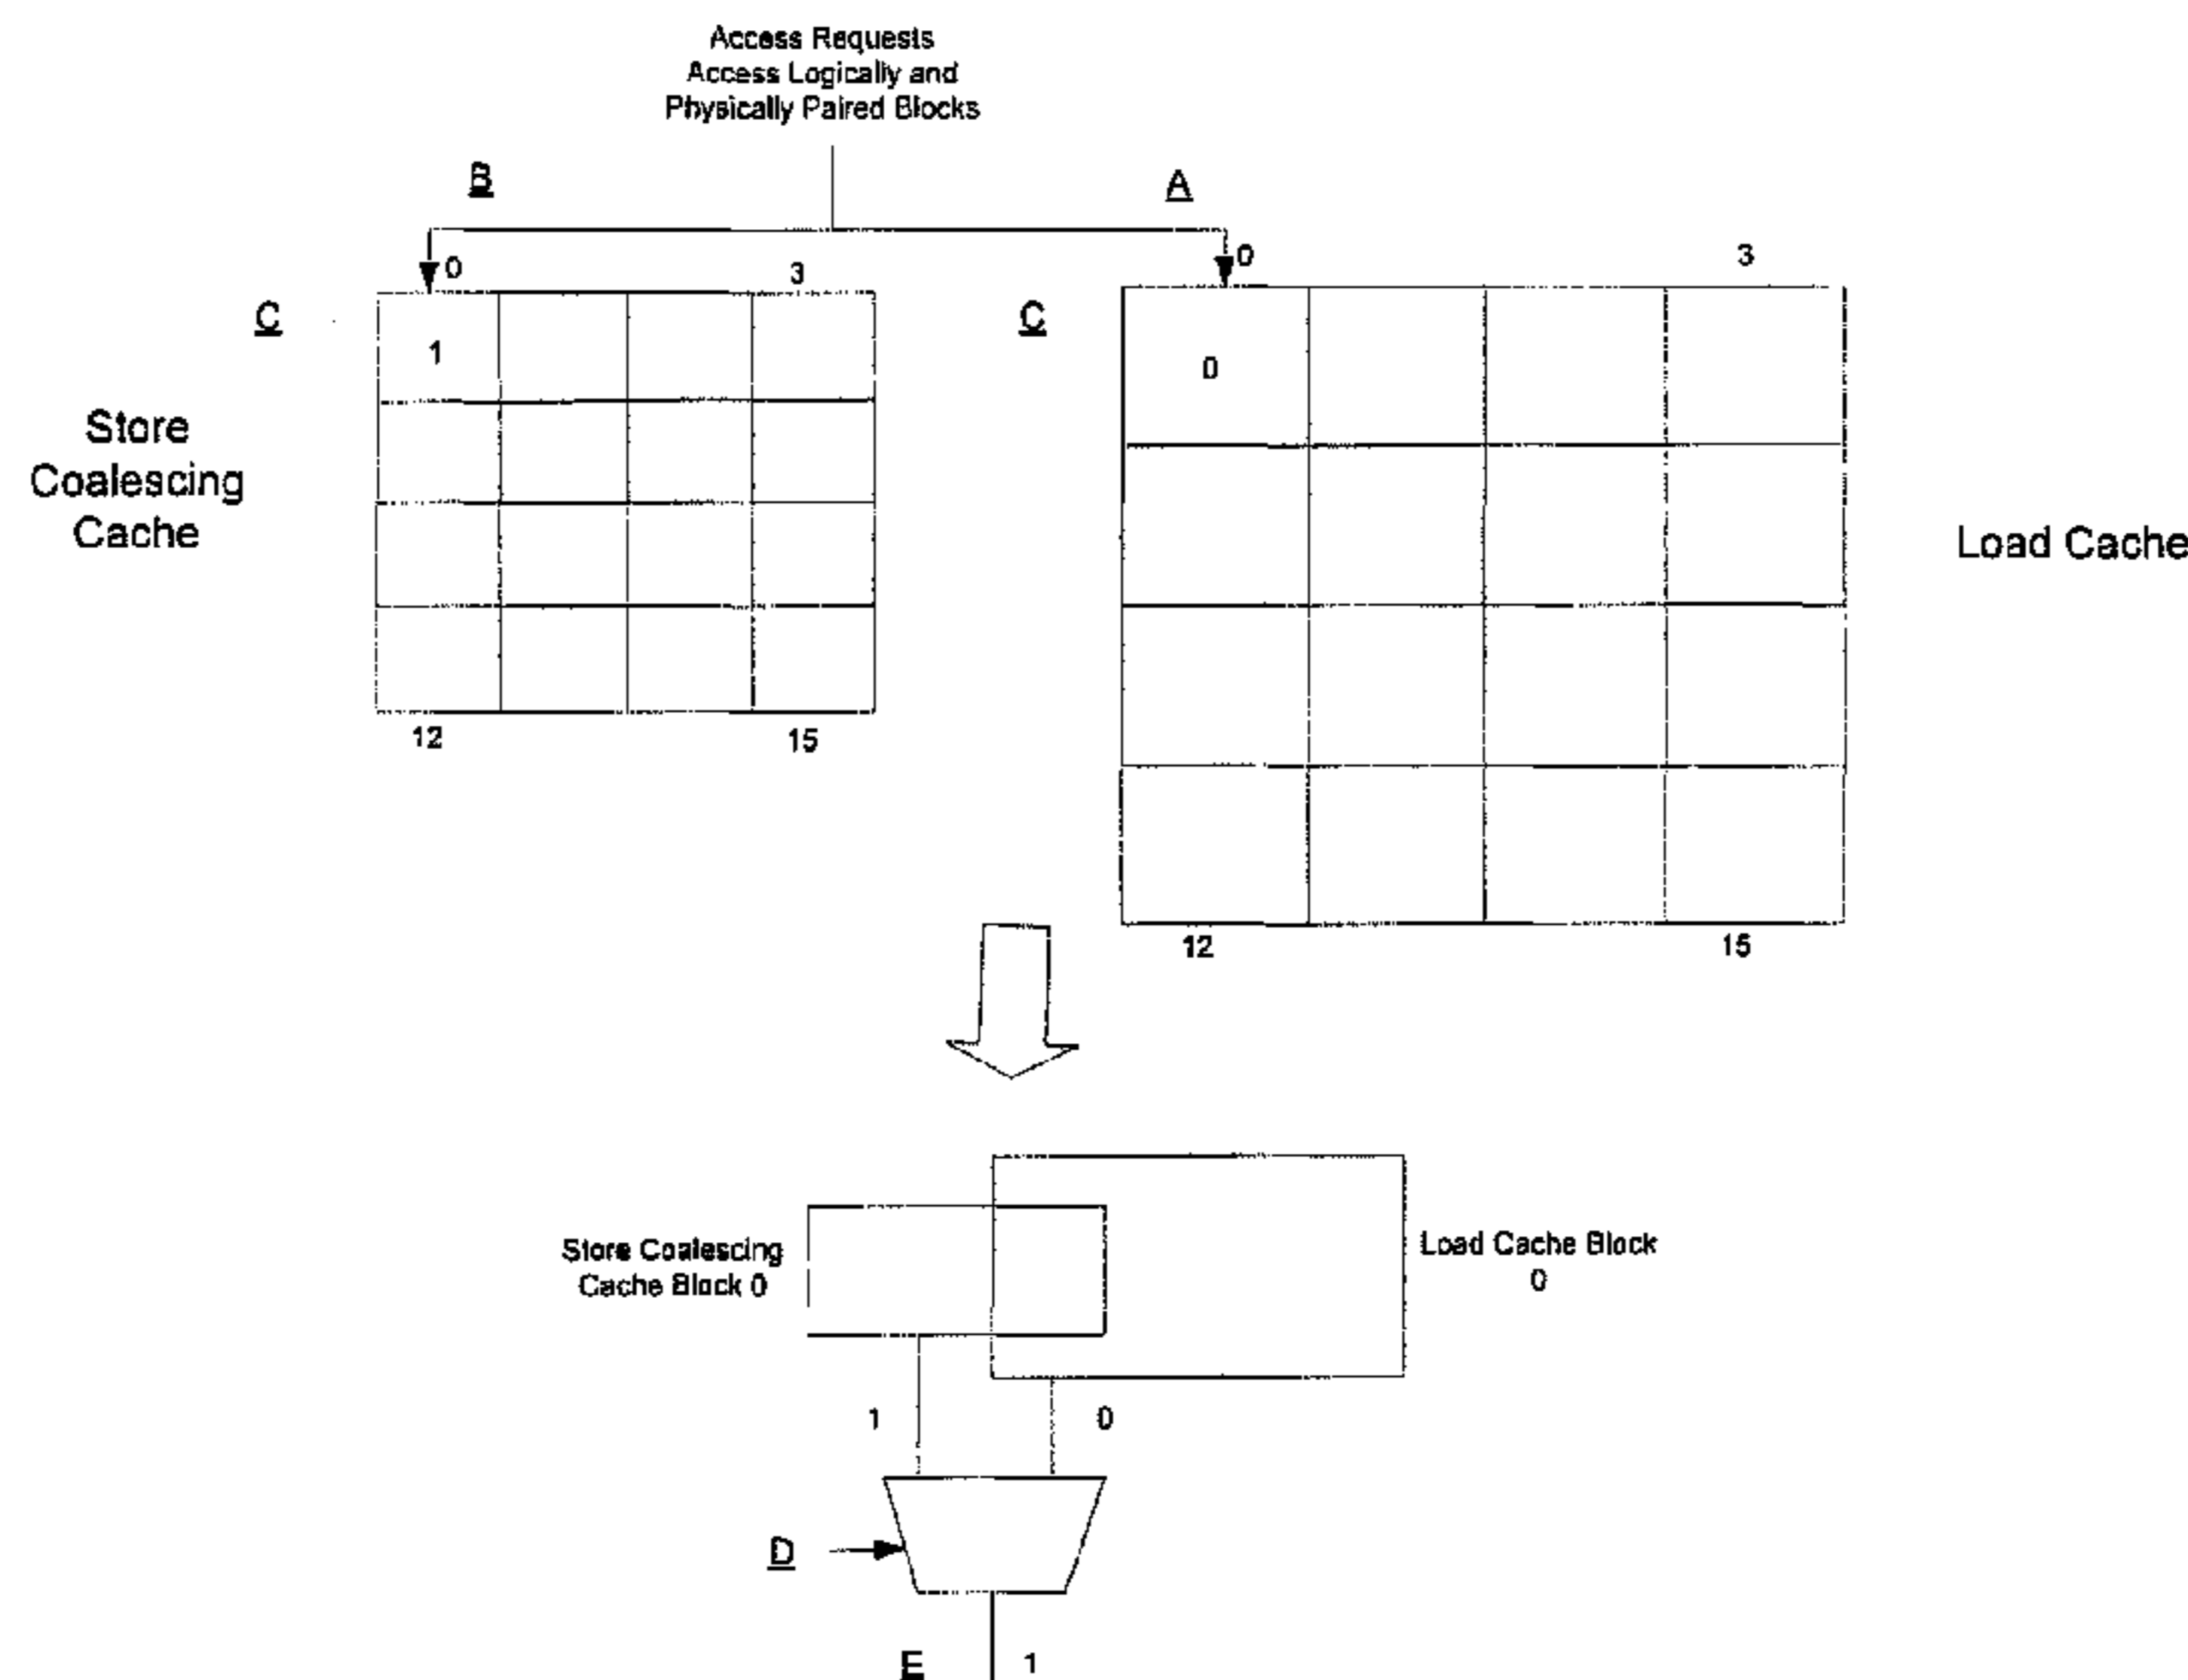 Access Requests
Access Logically and
Physically Paired Blocks
B
A
0
3
0
3
C
C
1
0
Store
Coalescing
Cache
Load Cache
12
15
12
15
Store Coalescing
Cache Block 0
Load Cache Block
0
1
0
D
E
1